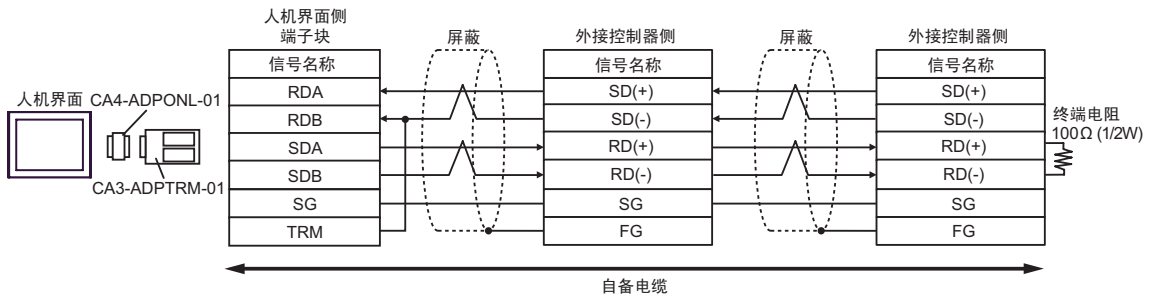 人机界面
CA4-ADPONL-01
CA3-ADPTRM-01
人机界面侧
端子块
信号名称
RDA
RDB
SDA
SDB
SG
TRM
屏蔽
外接控制器侧
信号名称
SD(+)
SD(-)
RD(+)
RD(-)
SG
FG
屏蔽
外接控制器侧
信号名称
SD(+)
SD(-)
RD(+)
RD(-)
SG
FG
终端电阻
100Ω (1/2W)
自备电缆